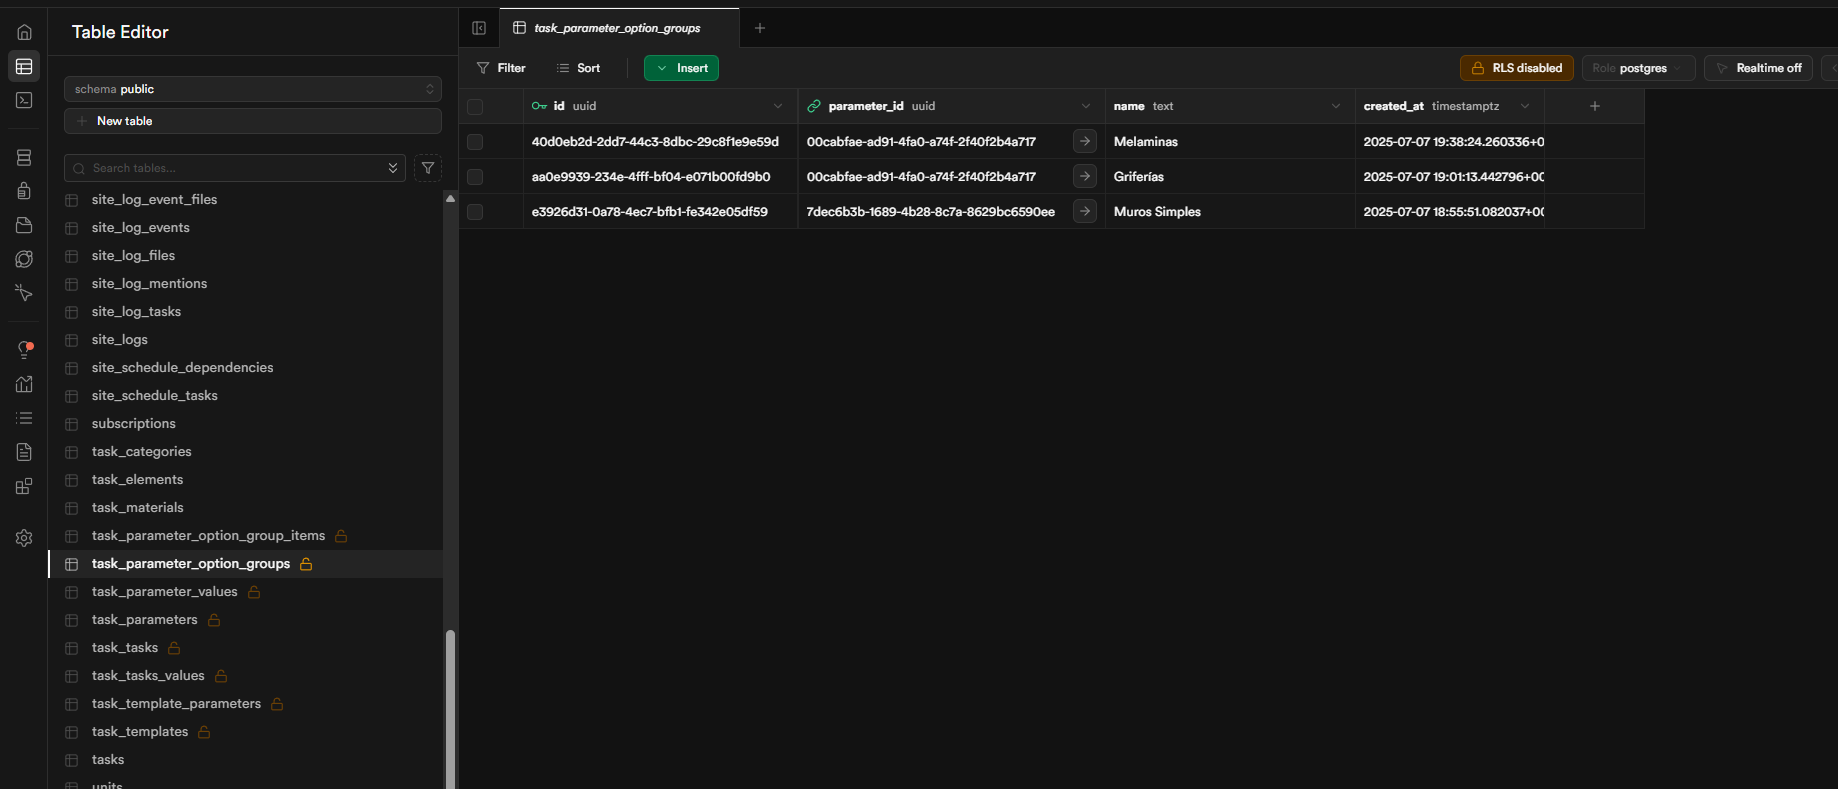 Table Editor
schema public
New table
Search tables...
site_log_event_files
site_log_events
site_log_files
site_log_mentions
site_log_tasks
site_logs
site_schedule_dependencies
site_schedule_tasks
subscriptions
task_categories
task_elements
task_materials
task_parameter_option_group_items
task_parameter_option_groups
task_parameter_values
task_parameters
task_tasks
task_tasks_values
task_template_parameters
task_templates
tasks
units
task_parameter_option_groups
Filter Sort Insert RLS disabled Role postgres Realtime off
id uuid parameter_id uuid name text created_at timestamptz
40d0eb2d-2dd7-44c3-8dbc-29c8f1e9e59d 00cabfae-ad91-4fa0-a74f-2f40f2b4a717 Melaminas 2025-07-07 19:38:24.260336+0
aa0e9939-234e-4fff-bf04-e071b00fd9b0 00cabfae-ad91-4fa0-a74f-2f40f2b4a717 Griferías 2025-07-07 19:01:13.442796+00
e3926d31-0a78-4ec7-bfb1-fe342e05df59 7dec6b3b-1689-4b28-8c7a-8629bc6590ee Muros Simples 2025-07-07 18:55:51.082037+00